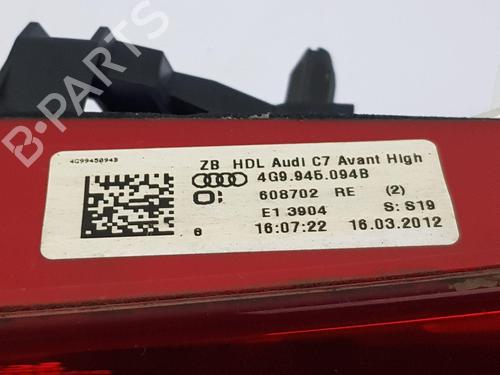 B-PARTS
4G9945094B
ZB HDL Audi C7 Avant High
4G9.945.094B
608702 RE (2)
E1 3904 S: S19
6 16:07:22 16.03.2012